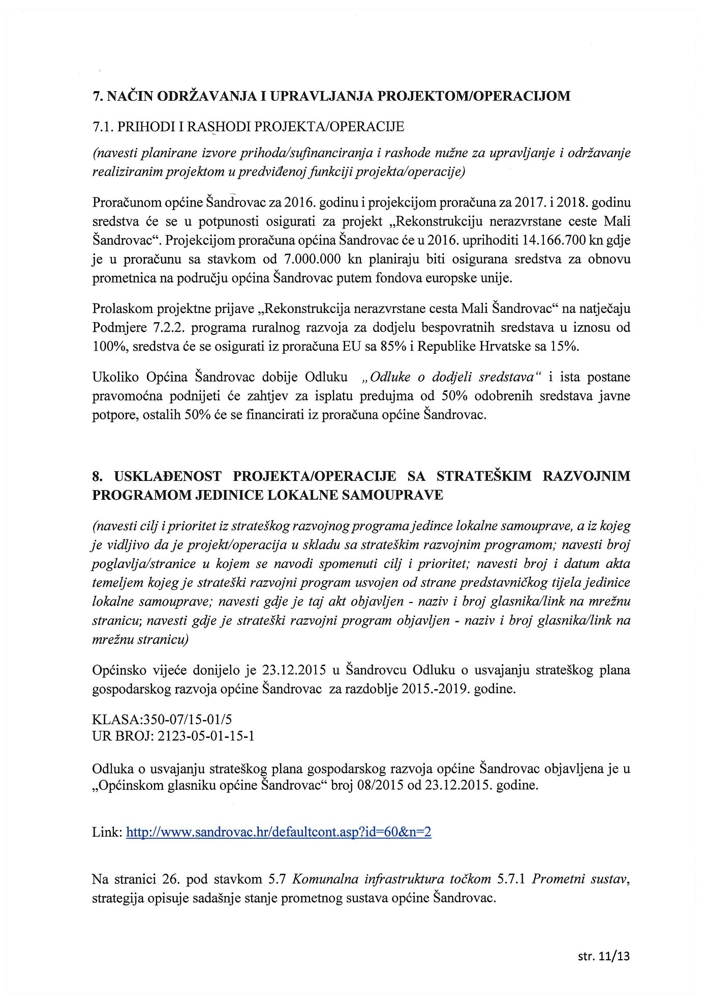 7. NAČIN ODRŽAVANJA I UPRAVLJANJA PROJEKTOM/OPERACIJOM
7.1. PRIHODI I RASHODI PROJEKTA/OPERACIJE
(navesti planirane izvore prihoda/sufinanciranja i rashode nužne za upravljanje i održavanje
realiziranim projektom u predviđenoj funkciji projekta/operacije)
Proračunom općine Šandrovac za 2016. godinu i projekcijom proračuna za 2017. i 2018. godinu
sredstva će se u potpunosti osigurati za projekt „Rekonstrukciju nerazvrstane ceste Mali
Šandrovac“. Projekcijom proračuna općina Šandrovac će u 2016. uprihoditi 14.166.700 kn gdje
je u proračunu sa stavkom od 7.000.000 kn planiraju biti osigurana sredstva za obnovu
prometnica na području općina Šandrovac putem fondova europske unije.
Prolaskom projektne prijave „Rekonstrukcija nerazvrstane cesta Mali Šandrovac“ na natječaju
Podmjere 7.2.2. programa ruralnog razvoja za dodjelu bespovratnih sredstava u iznosu od
100%, sredstva će se osigurati iz proračuna EU sa 85% i Republike Hrvatske sa 15%.
Ukoliko Općina Šandrovac dobije Odluku „Odluke o dodjeli sredstava“ i ista postane
pravomoćna podnijeti će zahtjev za isplatu predujma od 50% odobrenih sredstava javne
potpore, ostalih 50% će se financirati iz proračuna općine Šandrovac.
8. USKLAĐENOST PROJEKTA/OPERACIJE SA STRATEŠKIM RAZVOJNIM
PROGRAMOM JEDINICE LOKALNE SAMOUPRAVE
(navesti cilj i prioritet iz strateškog razvojnog programa jedince lokalne samouprave, a iz kojeg
je vidljivo da je projekt/operacija u skladu sa strateškim razvojnim programom; navesti broj
poglavlja/stranice u kojem se navodi spomenuti cilj i prioritet; navesti broj i datum akta
temeljem kojeg je strateški razvojni program usvojen od strane predstavničkog tijela jedinice
lokalne samouprave; navesti gdje je taj akt objavljen - naziv i broj glasnika/link na mrežnu
stranicu; navesti gdje je strateški razvojni program objavljen - naziv i broj glasnika/link na
mrežnu stranicu)
Općinsko vijeće donijelo je 23.12.2015 u Šandrovcu Odluku o usvajanju strateškog plana
gospodarskog razvoja općine Šandrovac za razdoblje 2015.-2019. godine.
KLASA:350-07/15-01/5
UR BROJ: 2123-05-01-15-1
Odluka o usvajanju strateškog plana gospodarskog razvoja općine Šandrovac objavljena je u
„Općinskom glasniku općine Šandrovac“ broj 08/2015 od 23.12.2015. godine.
Link: http://www.sandrovac.hr/defaultcont.asp?id=60&n=2
Na stranici 26. pod stavkom 5.7 Komunalna infrastruktura točkom 5.7.1 Prometni sustav,
strategija opisuje sadašnje stanje prometnog sustava općine Šandrovac.
str. 11/13